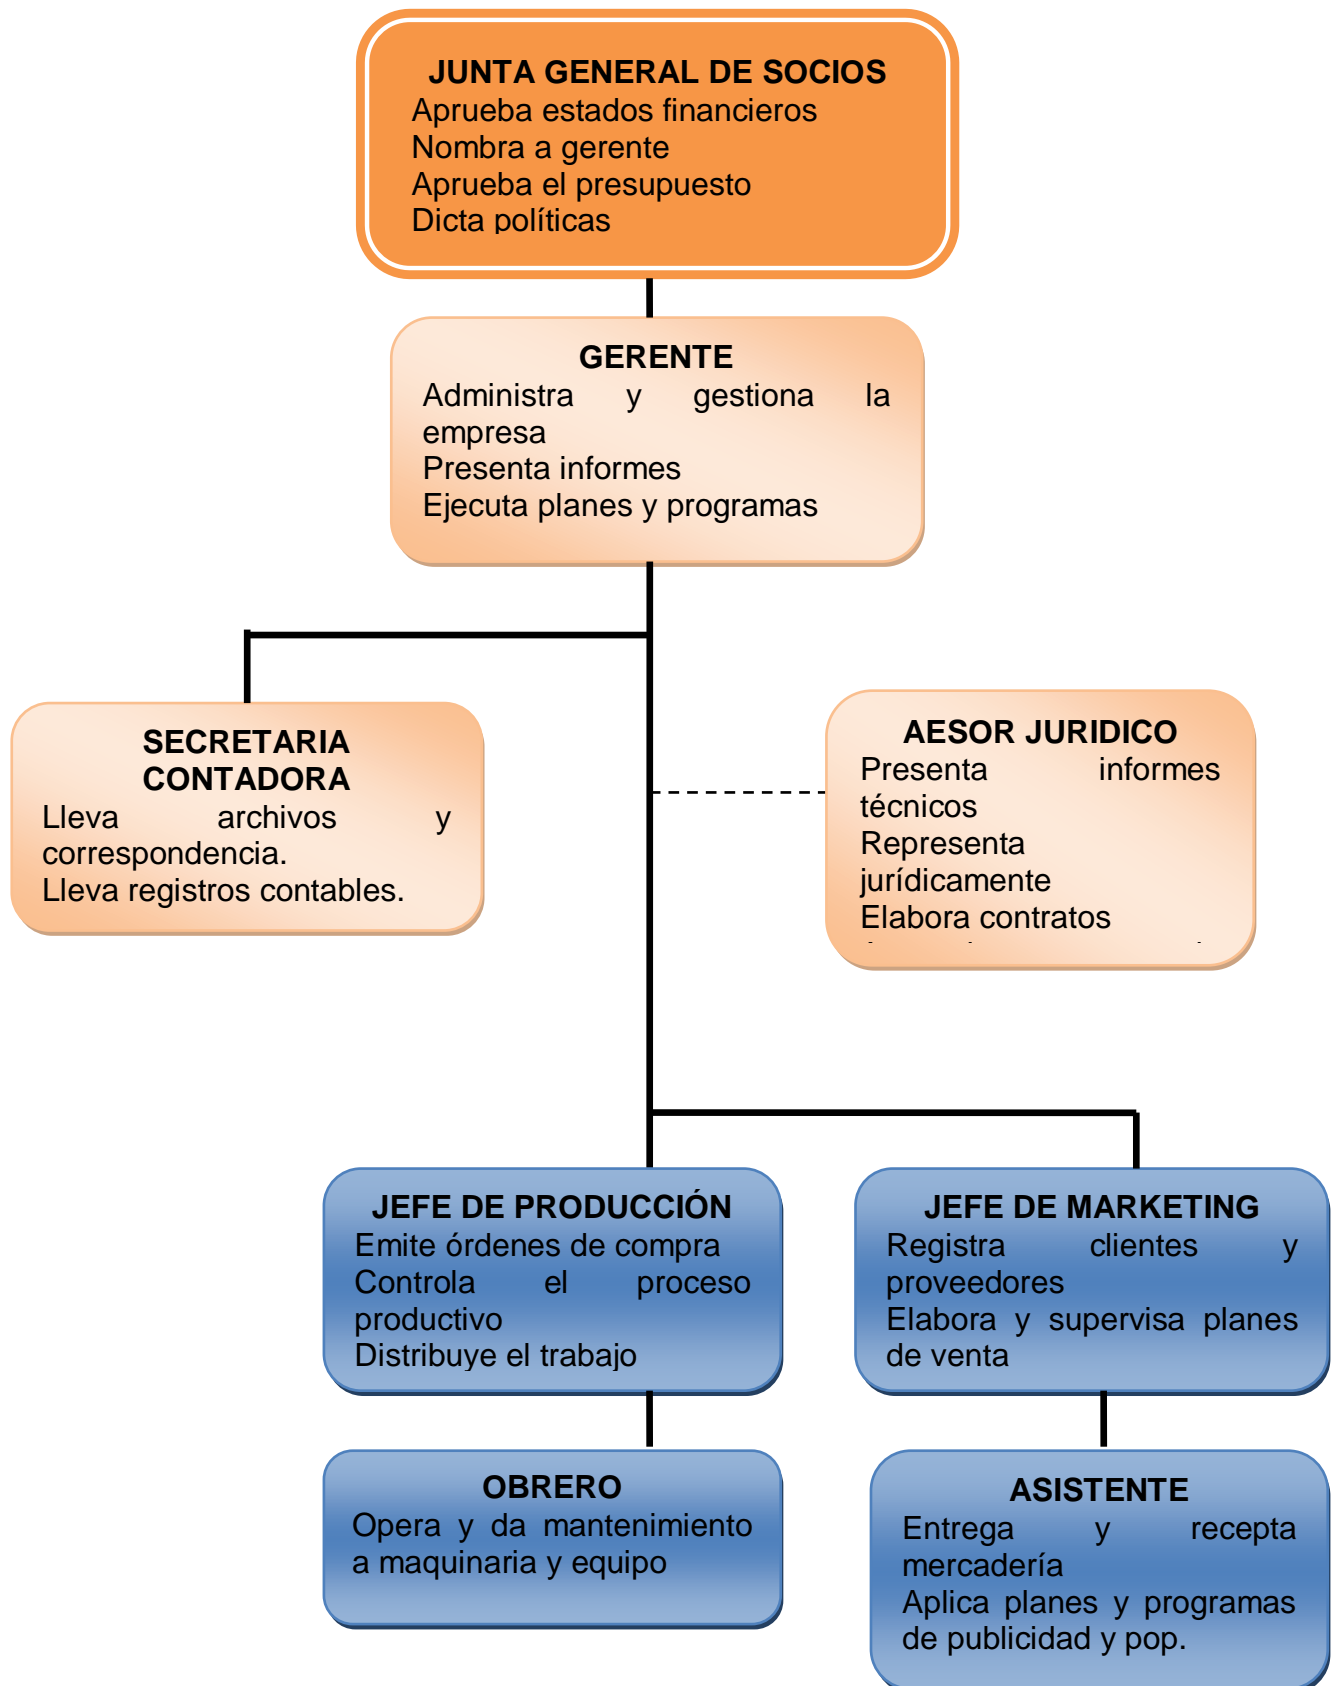 JUNTA GENERAL DE SOCIOS
Aprueba estados financieros
Nombra a gerente
Aprueba el presupuesto
Dicta políticas
GERENTE
Administra y gestiona la
empresa
Presenta informes
Ejecuta planes y programas
SECRETARIA
CONTADORA
Lleva archivos y
correspondencia.
Lleva registros contables.
AESOR JURIDICO
Presenta informes
técnicos
Representa
jurídicamente
Elabora contratos
JEFE DE PRODUCCIÓN
Emite órdenes de compra
Controla el proceso
productivo
Distribuye el trabajo
JEFE DE MARKETING
Registra clientes y
proveedores
Elabora y supervisa planes
de venta
OBRERO
Opera y da mantenimiento
a maquinaria y equipo
ASISTENTE
Entrega y recepta
mercadería
Aplica planes y programas
de publicidad y pop.